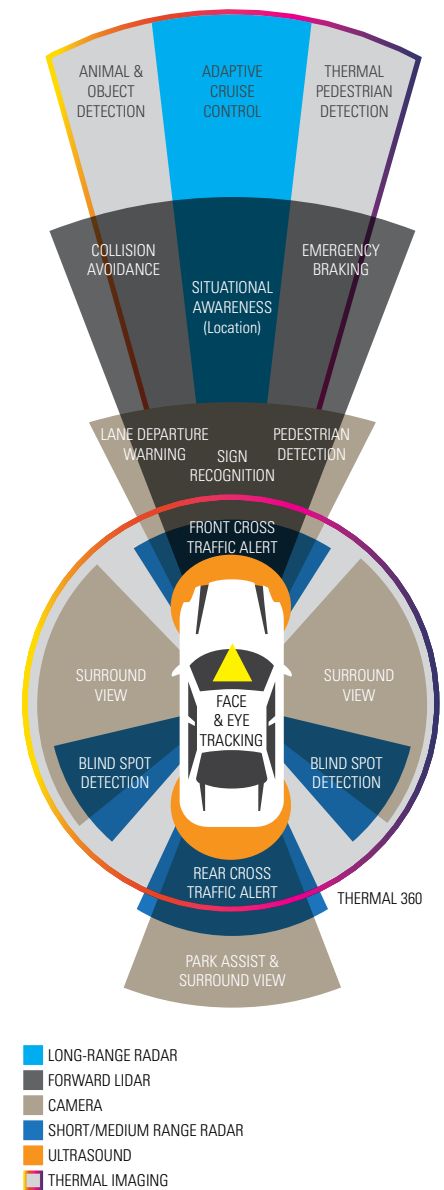 ANIMAL &
OBJECT
DETECTION
ADAPTIVE
CRUISE
CONTROL
THERMAL
PEDESTRIAN
DETECTION
COLLISION
AVOIDANCE
EMERGENCY
BRAKING
SITUATIONAL
AWARENESS
(Location)
LANE DEPARTURE
WARNING
SIGN
RECOGNITION
PEDESTRIAN
DETECTION
FRONT CROSS
TRAFFIC ALERT
SURROUND
VIEW
FACE
& EYE
TRACKING
SURROUND
VIEW
BLIND SPOT
DETECTION
BLIND SPOT
DETECTION
REAR CROSS
TRAFFIC ALERT
THERMAL 360
PARK ASSIST &
SURROUND VIEW
LONG-RANGE RADAR
FORWARD LIDAR
CAMERA
SHORT/MEDIUM RANGE RADAR
ULTRASOUND
THERMAL IMAGING